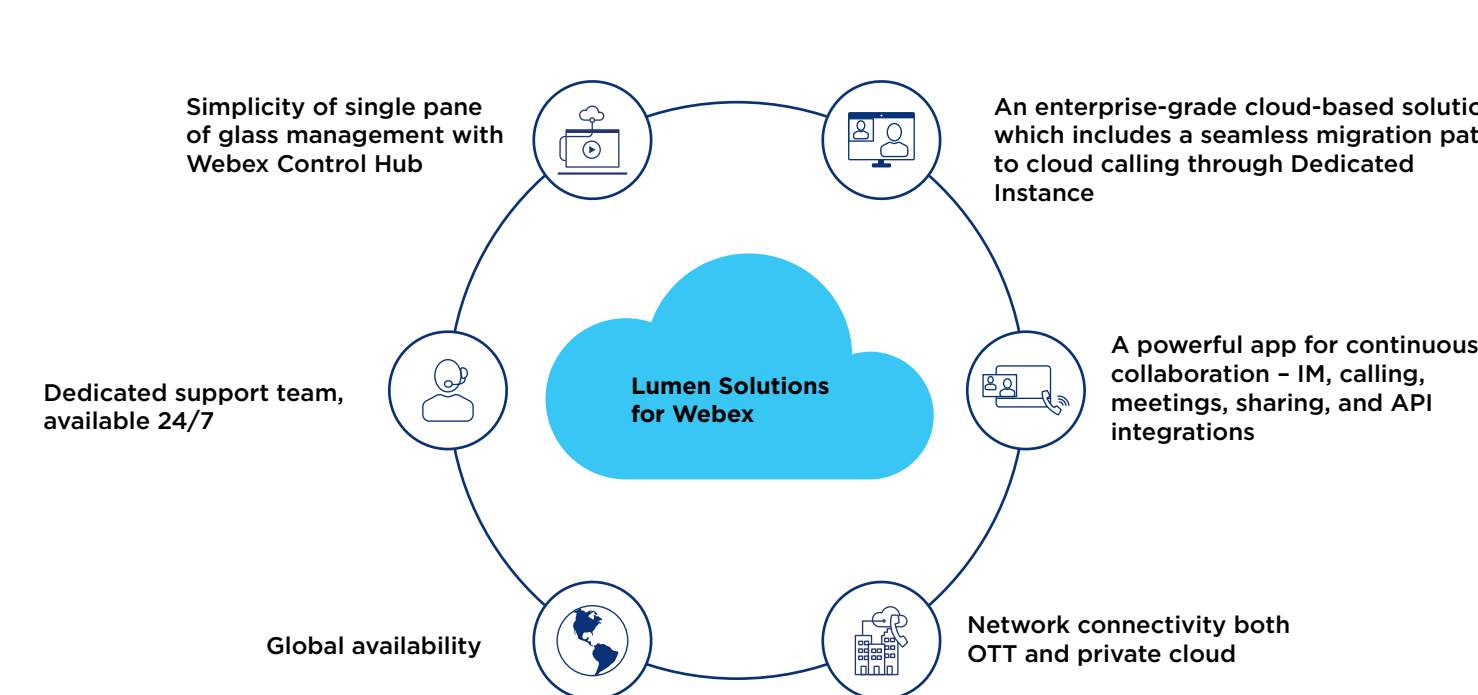 Simplicity of single pane
of glass management with
Webex Control Hub
An enterprise-grade cloud-based solutio
which includes a seamless migration pat
to cloud calling through Dedicated
Instance
Lumen Solutions
for Webex
A powerful app for continuous
collaboration – IM, calling,
meetings, sharing, and API
integrations
Dedicated support team,
available 24/7
Global availability
Network connectivity both
OTT and private cloud